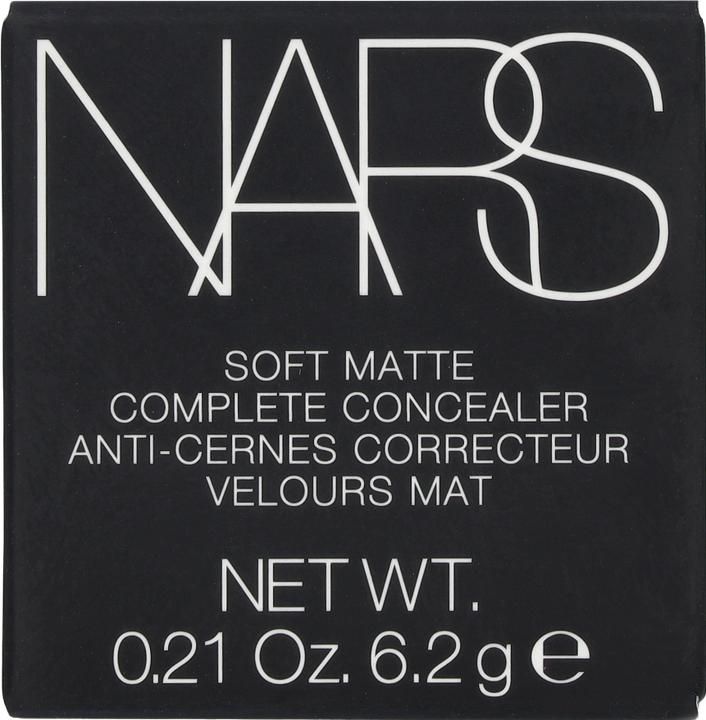 NARS
SOFT MATTE
COMPLETE CONCEALER
ANTI-CERNES CORRECTEUR
VELOURS MAT
NET WT.
0.21 Oz. 6.2 g ℮